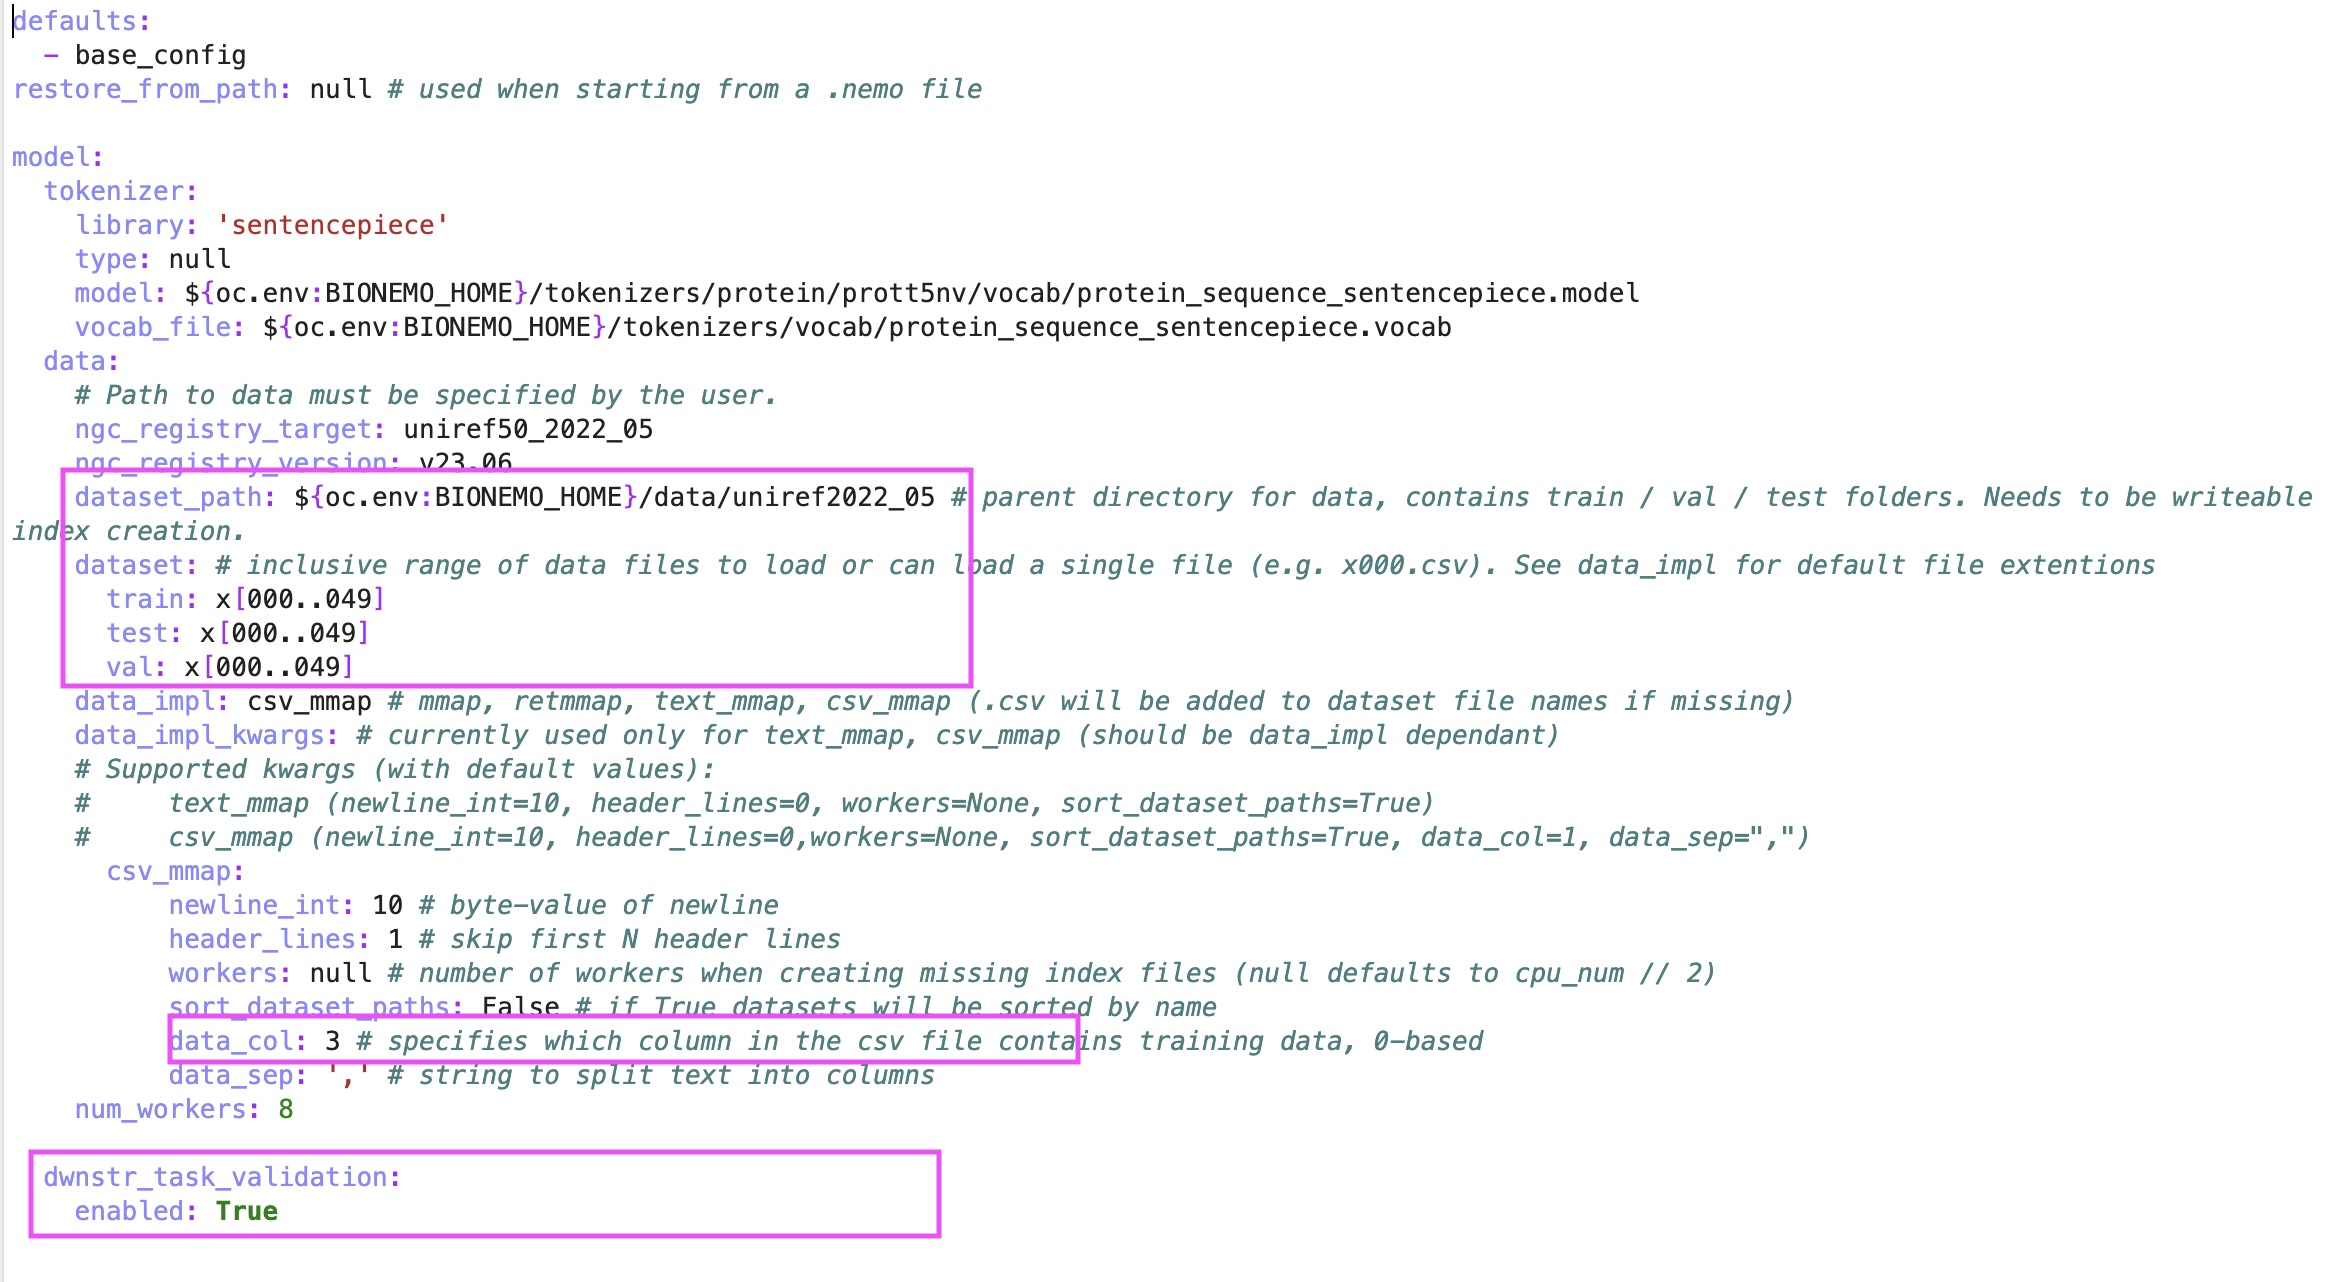 defaults:
  - base_config
restore_from_path: null # used when starting from a .nemo file

model:
  tokenizer:
    library: 'sentencepiece'
    type: null
    model: ${oc.env:BIONEMO_HOME}/tokenizers/protein/prott5nv/vocab/protein_sequence_sentencepiece.model
    vocab_file: ${oc.env:BIONEMO_HOME}/tokenizers/vocab/protein_sequence_sentencepiece.vocab
  data:
    # Path to data must be specified by the user.
    ngc_registry_target: uniref50_2022_05
    ngc_registry_version: v23.06
    dataset_path: ${oc.env:BIONEMO_HOME}/data/uniref2022_05 # parent directory for data, contains train / val / test folders. Needs to be writeable
index creation.
    dataset: # inclusive range of data files to load or can load a single file (e.g. x000.csv). See data_impl for default file extentions
      train: x[000..049]
      test: x[000..049]
      val: x[000..049]
    data_impl: csv_mmap # mmap, retmmap, text_mmap, csv_mmap (.csv will be added to dataset file names if missing)
    data_impl_kwargs: # currently used only for text_mmap, csv_mmap (should be data_impl dependant)
    # Supported kwargs (with default values):
    #     text_mmap (newline_int=10, header_lines=0, workers=None, sort_dataset_paths=True)
    #     csv_mmap (newline_int=10, header_lines=0,workers=None, sort_dataset_paths=True, data_col=1, data_sep=",")
      csv_mmap:
          newline_int: 10 # byte-value of newline
          header_lines: 1 # skip first N header lines
          workers: null # number of workers when creating missing index files (null defaults to cpu_num // 2)
          sort_dataset_paths: False # if True datasets will be sorted by name
          data_col: 3 # specifies which column in the csv file contains training data, 0-based
          data_sep: ',' # string to split text into columns
    num_workers: 8

  dwnstr_task_validation:
    enabled: True